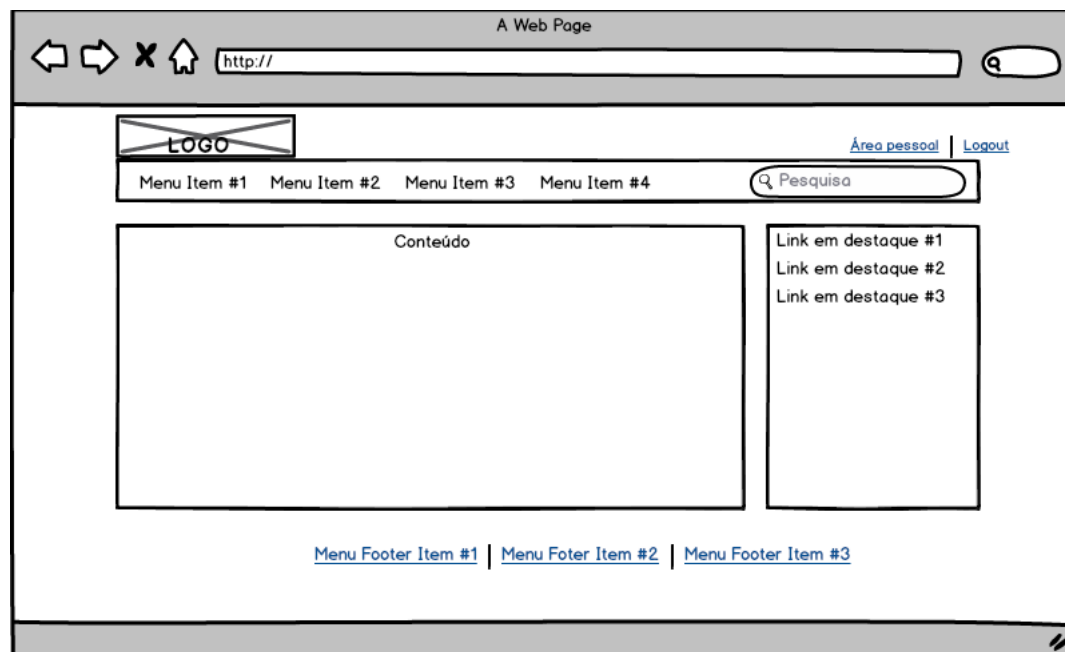 A Web Page
http://
LOGO
Área pessoal Logout
Menu Item #1 Menu Item #2 Menu Item #3 Menu Item #4 Pesquisa
Conteúdo
Link em destaque #1
Link em destaque #2
Link em destaque #3
Menu Footer Item #1 Menu Foter Item #2 Menu Footer Item #3